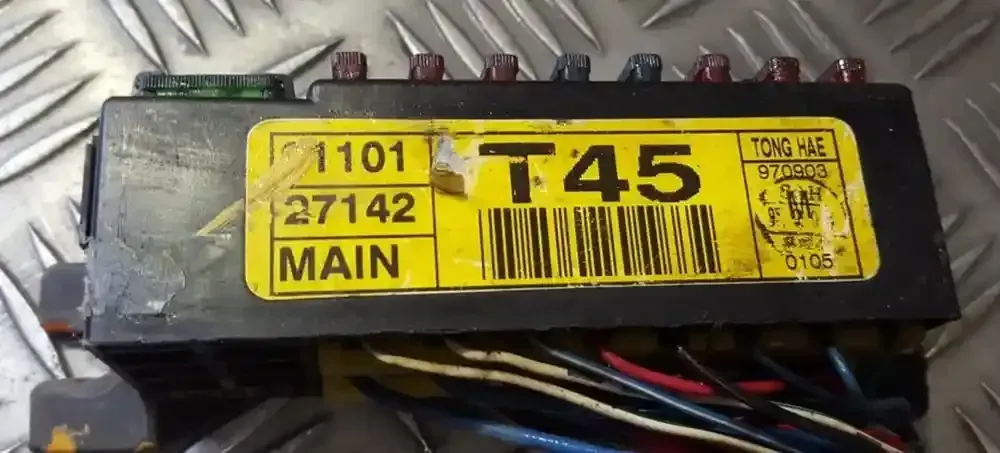 1101
27142
MAIN
T45
TONG HAE
970903
M
0105